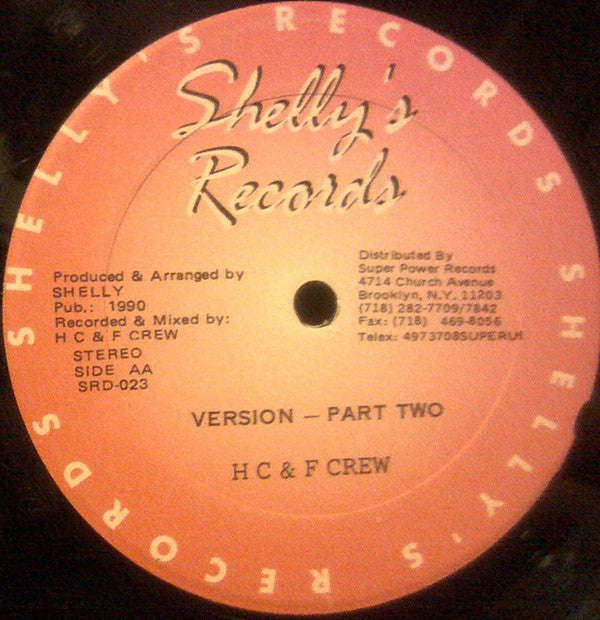 SHELLY'S RECORDS SHELLY'S RECORDS
Shelly's
Records
Produced & Arranged by
SHELLY
Pub.: 1990
Recorded & Mixed by:
H C & F CREW
STEREO
SIDE AA
SRD-023
Distributed By
Super Power Records
4714 Church Avenue
Brooklyn, N.Y. 11203
(718) 282-7709/7842
Fax: (718) 469-8056
Telex:
VERSION — PART TWO
H C & F CREW